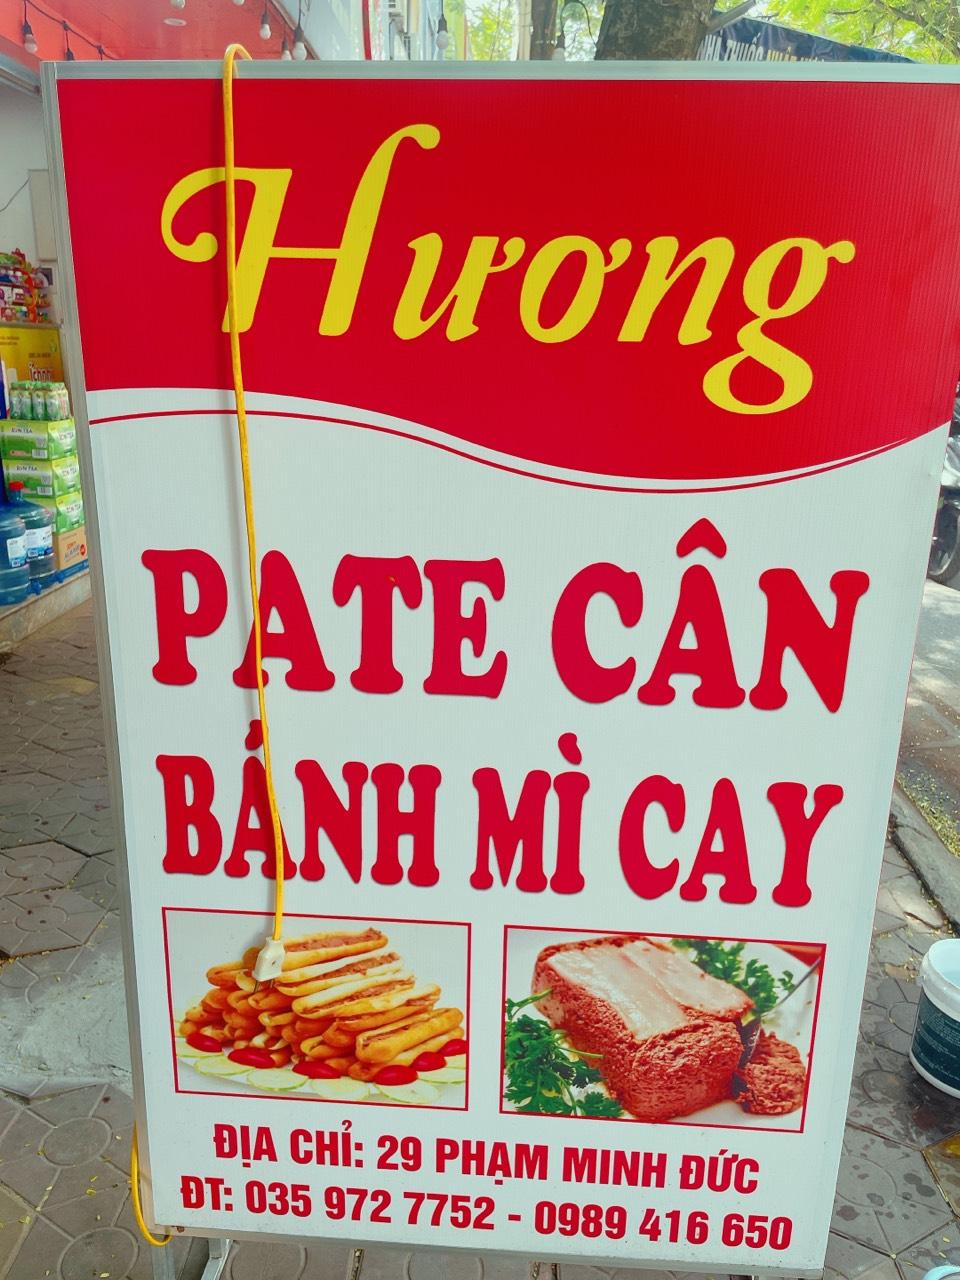 Hương
PATE CÂN
BÁNH MÌ CAY
ĐỊA CHỈ: 29 PHẠM MINH ĐỨC
ĐT: 035 972 7752 - 0989 416 650